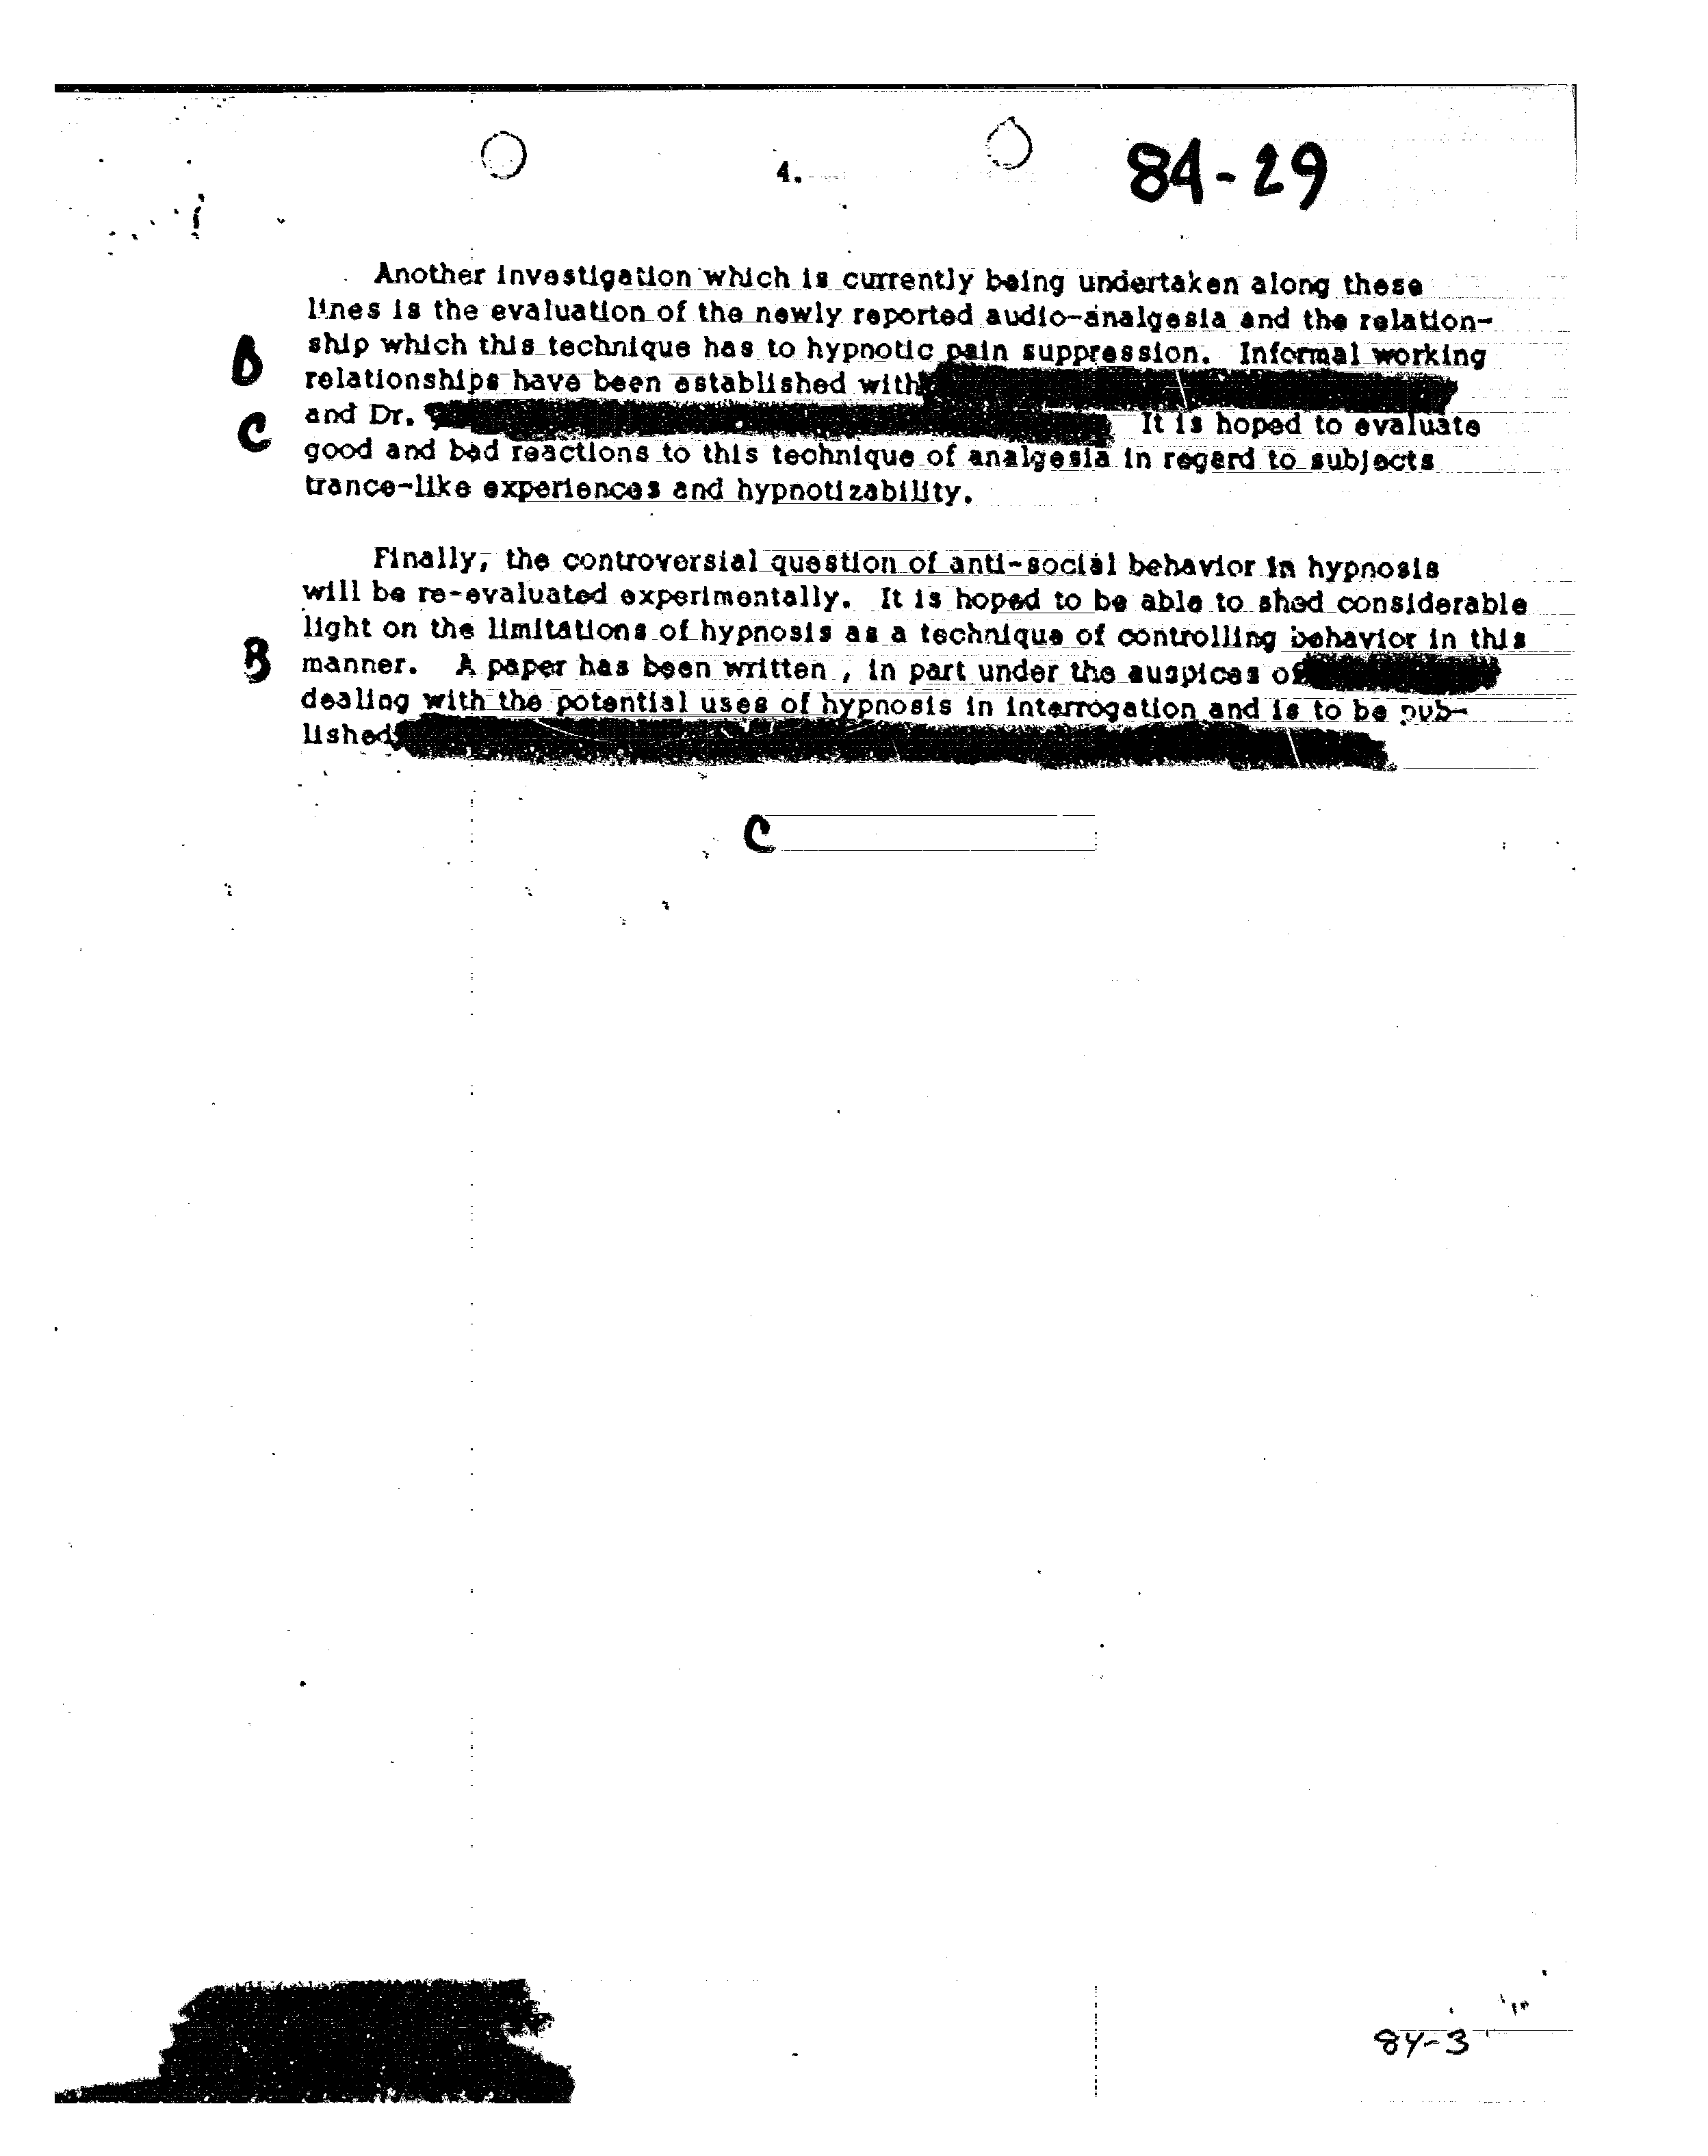 4.
84-29
Another investigation which is currently being undertaken along these
lines is the evaluation of the newly reported audio-analgesia and the relation-
ship which this technique has to hypnotic pain suppression. Informal working
B
relationships have been established with
and Dr. It is hoped to evaluate
C
good and bad reactions to this technique of analgesia in regard to subjects
trance-like experiences and hypnotizability.
Finally, the controversial question of anti-social behavior in hypnosis
will be re-evaluated experimentally. It is hoped to be able to shed considerable
light on the limitations of hypnosis as a technique of controlling behavior in this
B
manner. A paper has been written , in part under the auspices of
dealing with the potential uses of hypnosis in interrogation and is to be pub-
lished
C
84-3